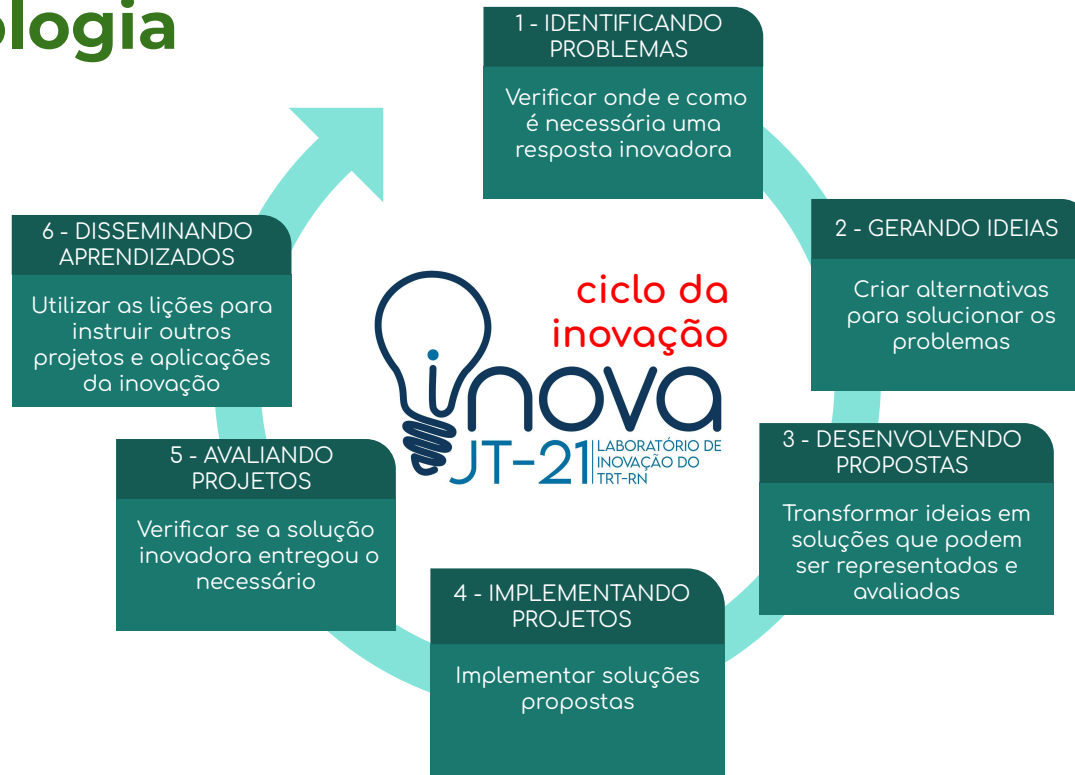 ologia
1 - IDENTIFICANDO
PROBLEMAS
Verificar onde e como
é necessária uma
resposta inovadora
2 - GERANDO IDEIAS
Criar alternativas
para solucionar os
problemas
3 - DESENVOLVENDO
PROPOSTAS
Transformar ideias em
soluções que podem
ser representadas e
avaliadas
4 - IMPLEMENTANDO
PROJETOS
Implementar soluções
propostas
5 - AVALIANDO
PROJETOS
Verificar se a solução
inovadora entregou o
necessário
6 - DISSEMINANDO
APRENDIZADOS
Utilizar as lições para
instruir outros
projetos e aplicações
da inovação
ciclo da
inovação
inova
JT-21
LABORATÓRIO DE
INOVAÇÃO DO
TRT-RN